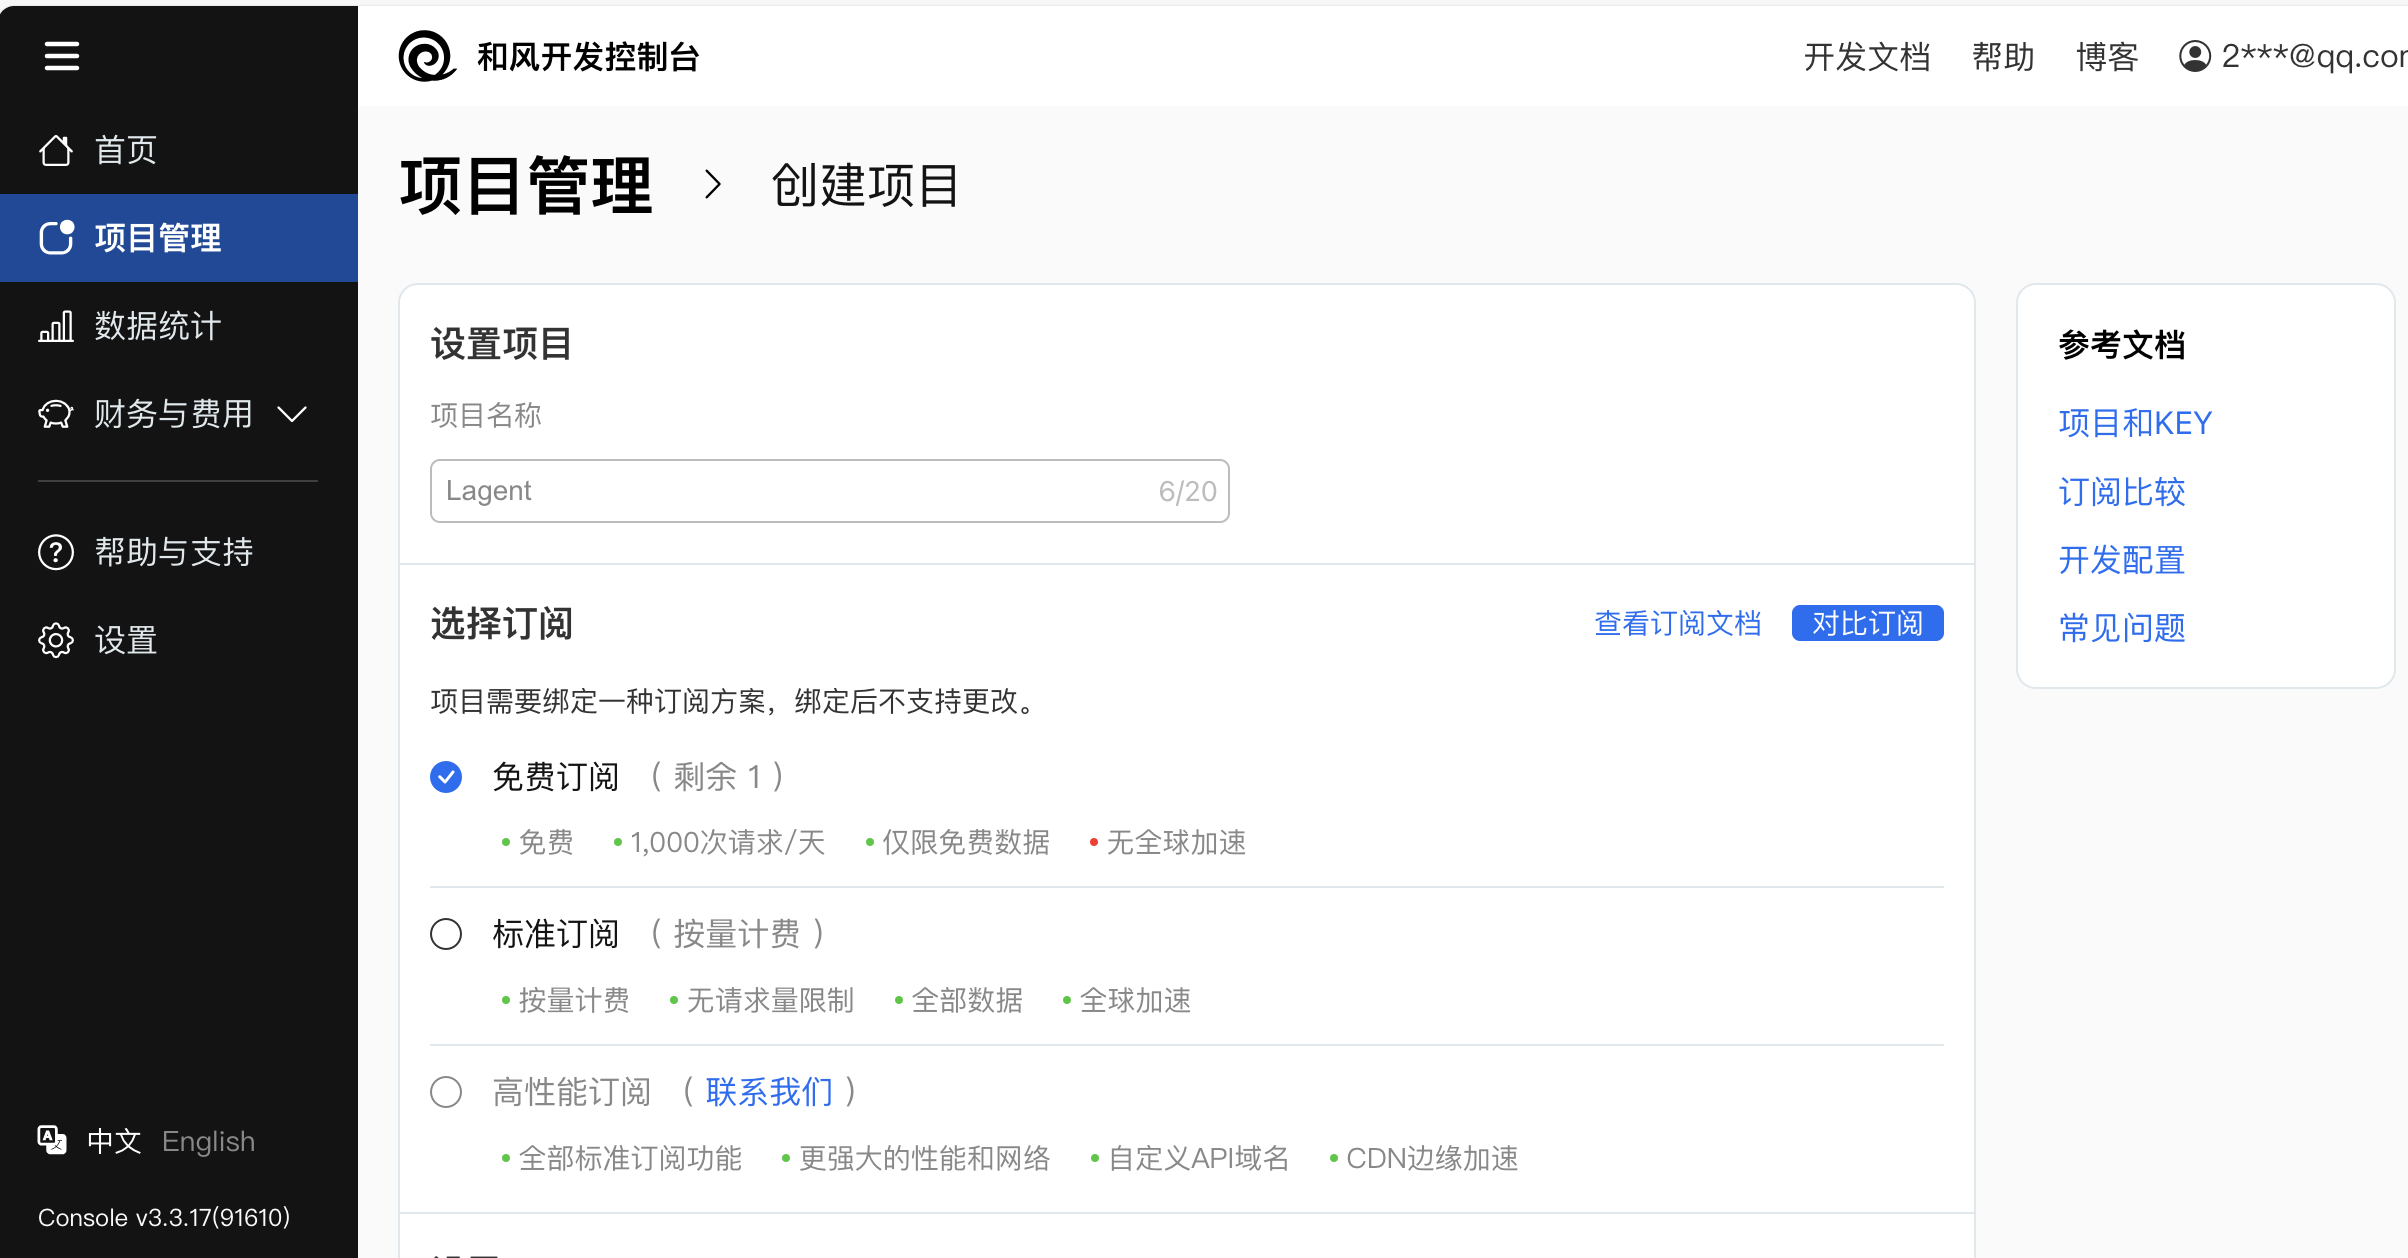 和风开发控制台
开发文档 帮助 博客 2***@qq.cor
首页
项目管理
数据统计
财务与费用
帮助与支持
设置
中文 English
Console v3.3.17(91610)
项目管理 > 创建项目
设置项目
项目名称
Lagent 6/20
选择订阅 查看订阅文档 对比订阅
项目需要绑定一种订阅方案，绑定后不支持更改。
免费订阅 （ 剩余 1 ）
• 免费 • 1,000次请求/天 • 仅限免费数据 • 无全球加速
标准订阅 （ 按量计费 ）
• 按量计费 • 无请求量限制 • 全部数据 • 全球加速
高性能订阅 （ 联系我们 ）
• 全部标准订阅功能 • 更强大的性能和网络 • 自定义API域名 • CDN边缘加速
参考文档
项目和KEY
订阅比较
开发配置
常见问题